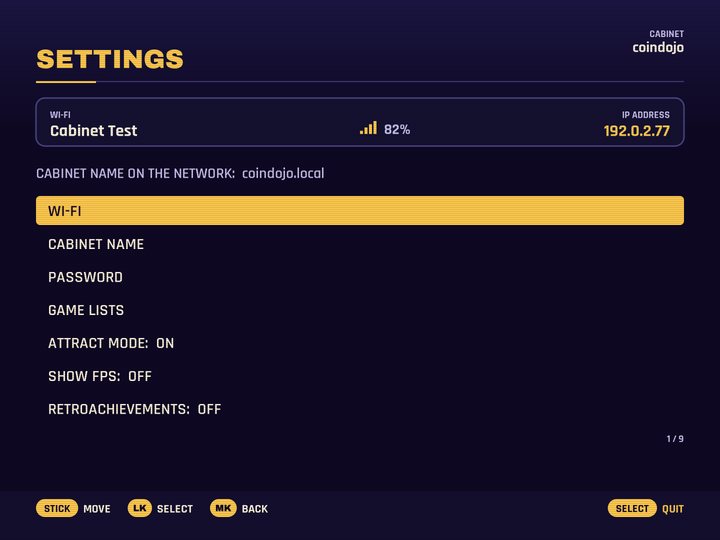 SETTINGS
CABINET
coindojo
WI-FI
Cabinet Test
82%
IP ADDRESS
192.0.2.77
CABINET NAME ON THE NETWORK: coindojo.local
WI-FI
CABINET NAME
PASSWORD
GAME LISTS
ATTRACT MODE: ON
SHOW FPS: OFF
RETROACHIEVEMENTS: OFF
1 / 9
STICK MOVE LK SELECT MK BACK SELECT QUIT